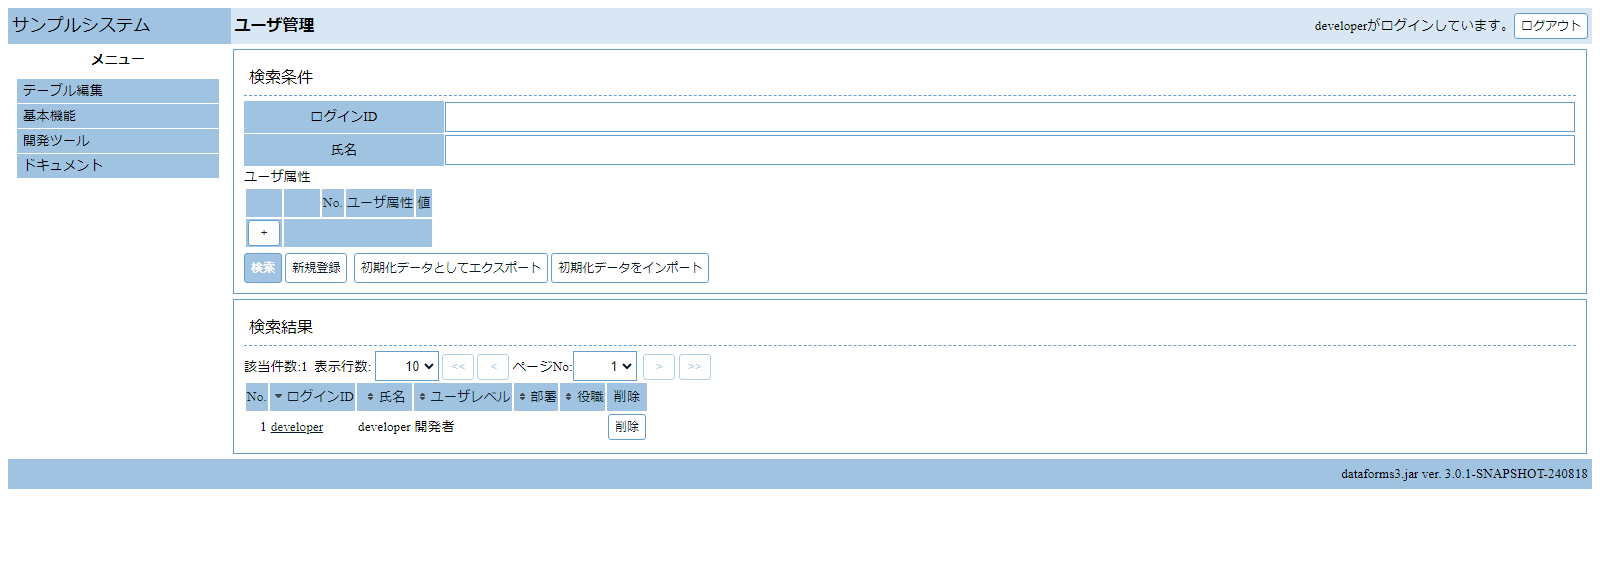 サンプルシステム
ユーザ管理
developerがログインしています。 ログアウト
メニュー
テーブル編集
基本機能
開発ツール
ドキュメント
検索条件
ログインID
氏名
ユーザ属性
No. ユーザ属性 値
+
検索 新規登録 初期化データとしてエクスポート 初期化データをインポート
検索結果
該当件数:1 表示行数: 10 << < ページNo: 1 > >>
No. ログインID 氏名 ユーザレベル 部署 役職 削除
1 developer developer 開発者 削除
dataforms3.jar ver. 3.0.1-SNAPSHOT-240818